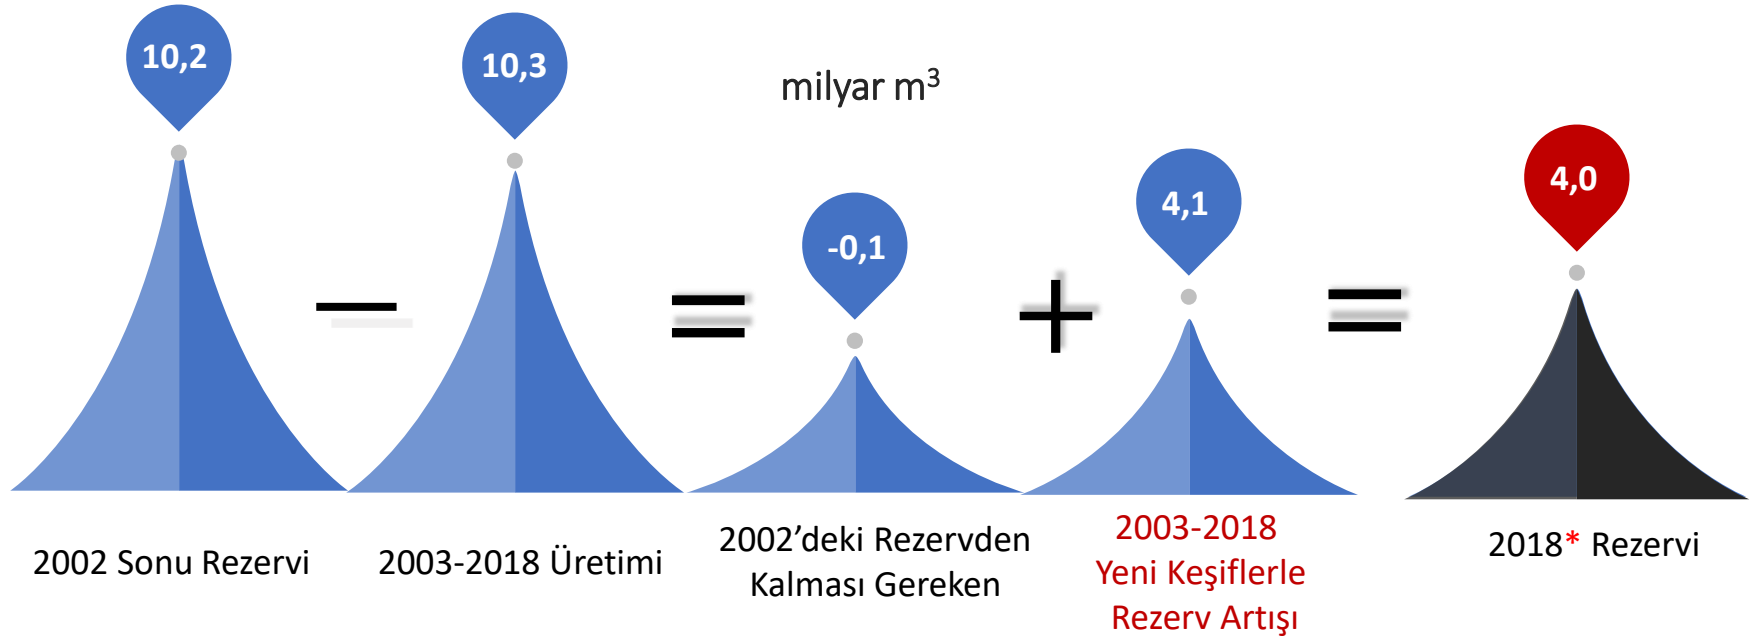 10,2
10,3
milyar m³
-0,1
4,1
4,0
−
=
+
=
2002 Sonu Rezervi
2003-2018 Üretimi
2002’deki Rezervden
Kalması Gereken
2003-2018
Yeni Keşiflerle
Rezerv Artışı
2018* Rezervi